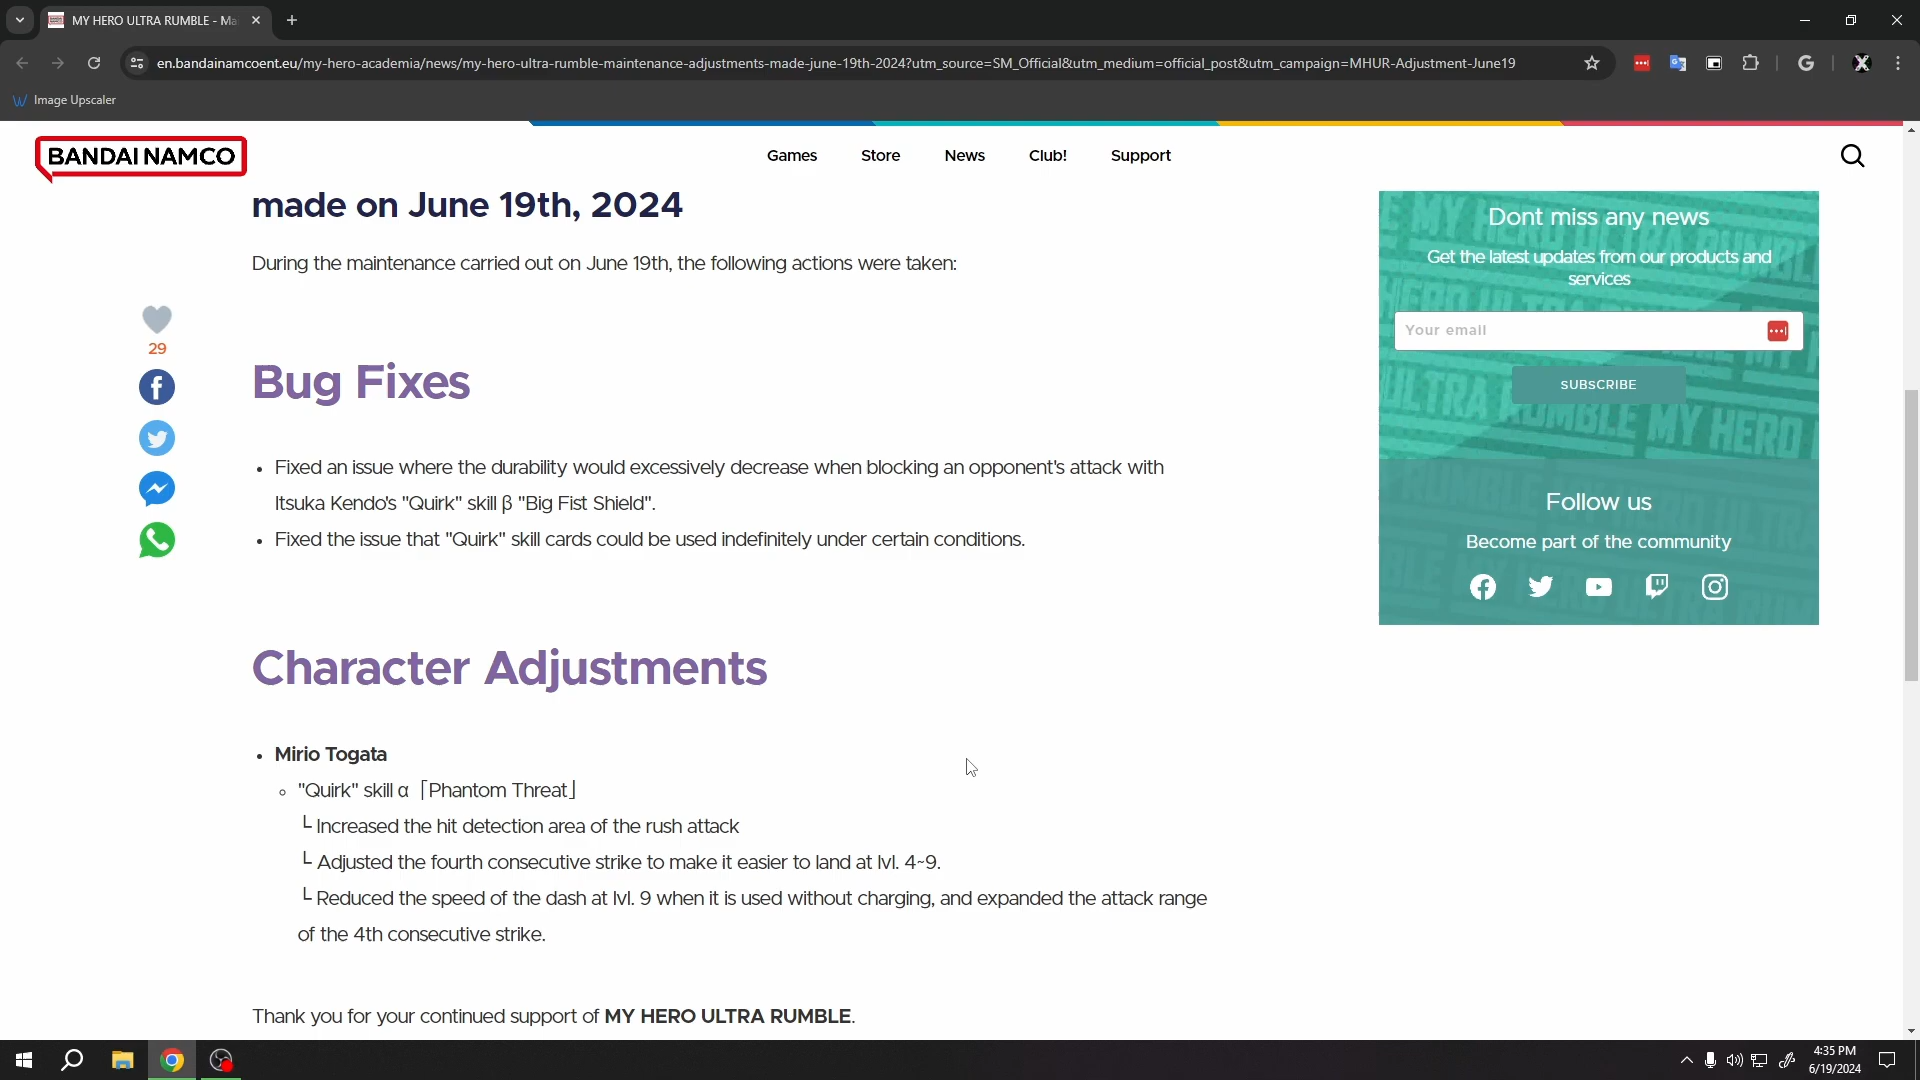 MY HERO ULTRA RUMBLE - Ma
en.bandainamcoent.eu/my-hero-academia/news/my-hero-ultra-rumble-maintenance-adjustments-made-june-19th-2024?utm_source=SM_Official&utm_medium=official_post&utm_campaign=MHUR-Adjustment-June19
Image Upscaler
BANDAI NAMCO
Games
Store
News
Club!
Support
made on June 19th, 2024
During the maintenance carried out on June 19th, the following actions were taken:
29
Bug Fixes
• Fixed an issue where the durability would excessively decrease when blocking an opponent's attack with
Itsuka Kendo's "Quirk" skill β "Big Fist Shield".
• Fixed the issue that "Quirk" skill cards could be used indefinitely under certain conditions.
Character Adjustments
• Mirio Togata
○ "Quirk" skill α ⎡Phantom Threat⎦
└ Increased the hit detection area of the rush attack
└ Adjusted the fourth consecutive strike to make it easier to land at lvl. 4~9.
└ Reduced the speed of the dash at lvl. 9 when it is used without charging, and expanded the attack range
of the 4th consecutive strike.
Thank you for your continued support of MY HERO ULTRA RUMBLE.
Dont miss any news
Get the latest updates from our products and
services
Your email
SUBSCRIBE
Follow us
Become part of the community
4:35 PM
6/19/2024